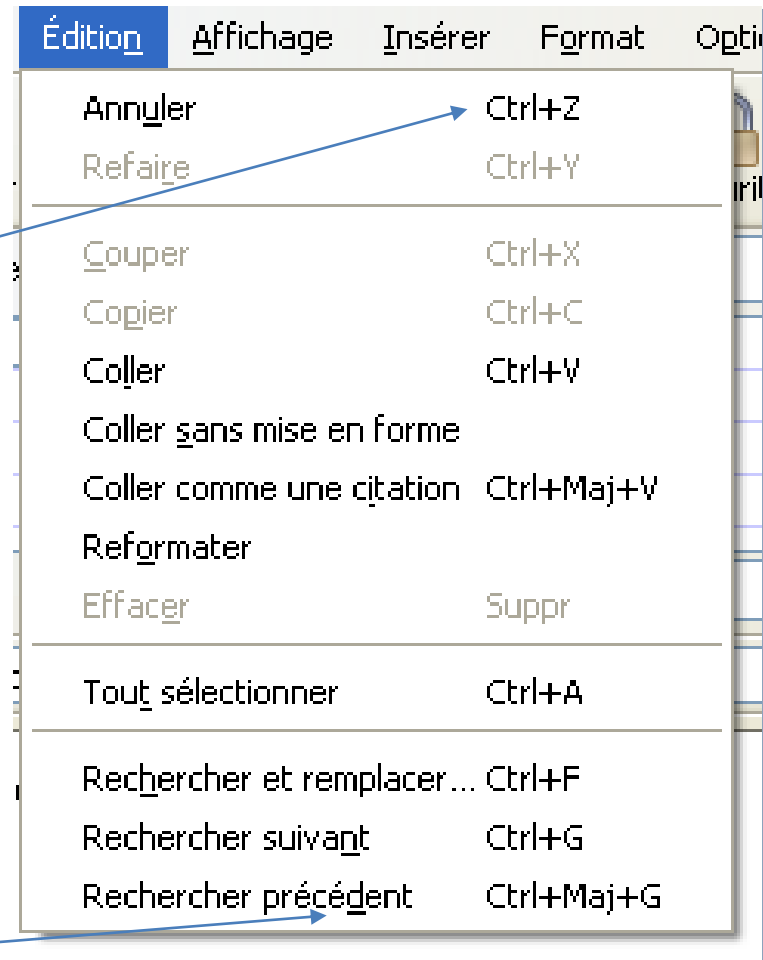 Édition Affichage Insérer Format
Annuler Ctrl+Z
Refaire Ctrl+Y
Couper Ctrl+X
Copier Ctrl+C
Coller Ctrl+V
Coller sans mise en forme
Coller comme une citation Ctrl+Maj+V
Reformater
Effacer Suppr
Tout sélectionner Ctrl+A
Rechercher et remplacer... Ctrl+F
Rechercher suivant Ctrl+G
Rechercher précédent Ctrl+Maj+G